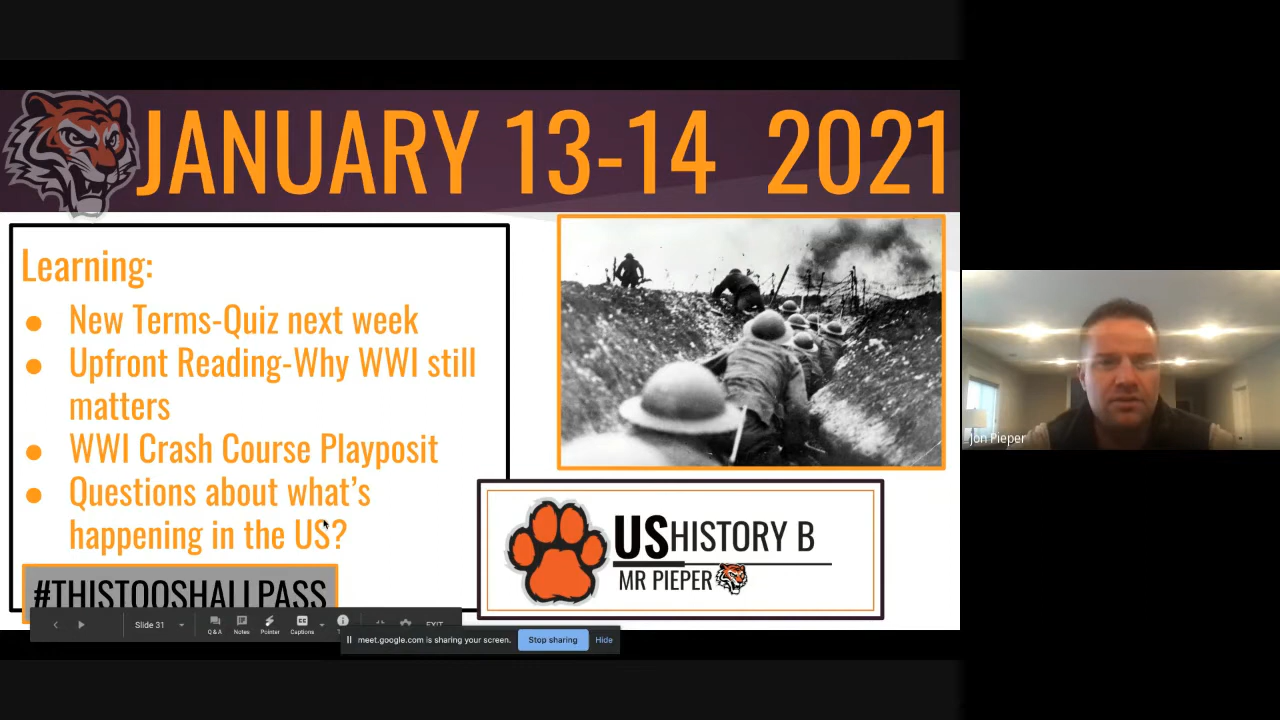 JANUARY 13-14 2021
Learning:
● New Terms-Quiz next week
● Upfront Reading-Why WWI still
matters
● WWI Crash Course Playposit
● Questions about what's
happening in the US?
#THISTOOSHALLPASS
US HISTORY B
MR PIEPER
Jon Pieper
Slide 31
Q & A
Notes
Pointer
Captions
EXIT
meet.google.com is sharing your screen.
Stop sharing
Hide